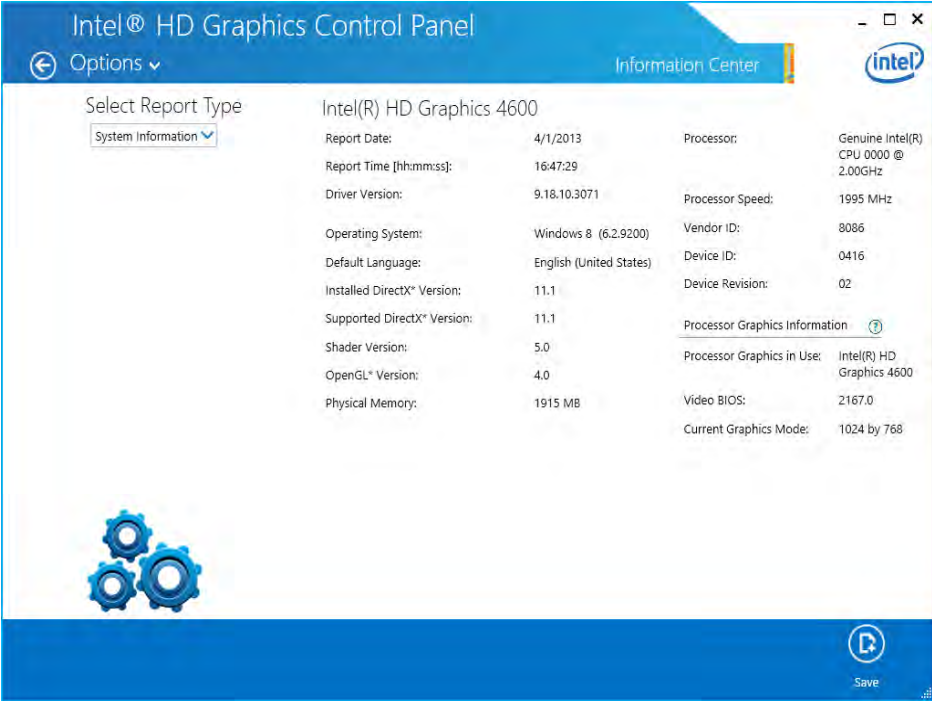 Intel® HD Graphics Control Panel
Options
Information Center
intel®
Select Report Type
System Information
Intel(R) HD Graphics 4600
Report Date: 4/1/2013
Report Time [hh:mm:ss]: 16:47:29
Driver Version: 9.18.10.3071
Operating System: Windows 8 (6.2.9200)
Default Language: English (United States)
Installed DirectX* Version: 11.1
Supported DirectX* Version: 11.1
Shader Version: 5.0
OpenGL* Version: 4.0
Physical Memory: 1915 MB
Processor: Genuine Intel(R)
CPU 0000 @
2.00GHz
Processor Speed: 1995 MHz
Vendor ID: 8086
Device ID: 0416
Device Revision: 02
Processor Graphics Information ?
Processor Graphics in Use: Intel(R) HD
Graphics 4600
Video BIOS: 2167.0
Current Graphics Mode: 1024 by 768
Save